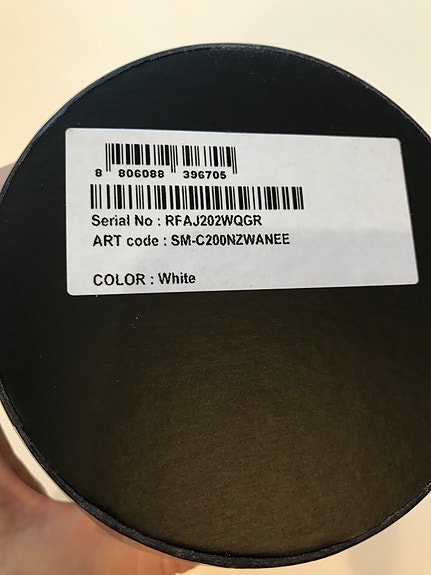 8 806088 396705
Serial No : RFAJ202WQGR
ART code : SM-C200NZWANEE
COLOR : White